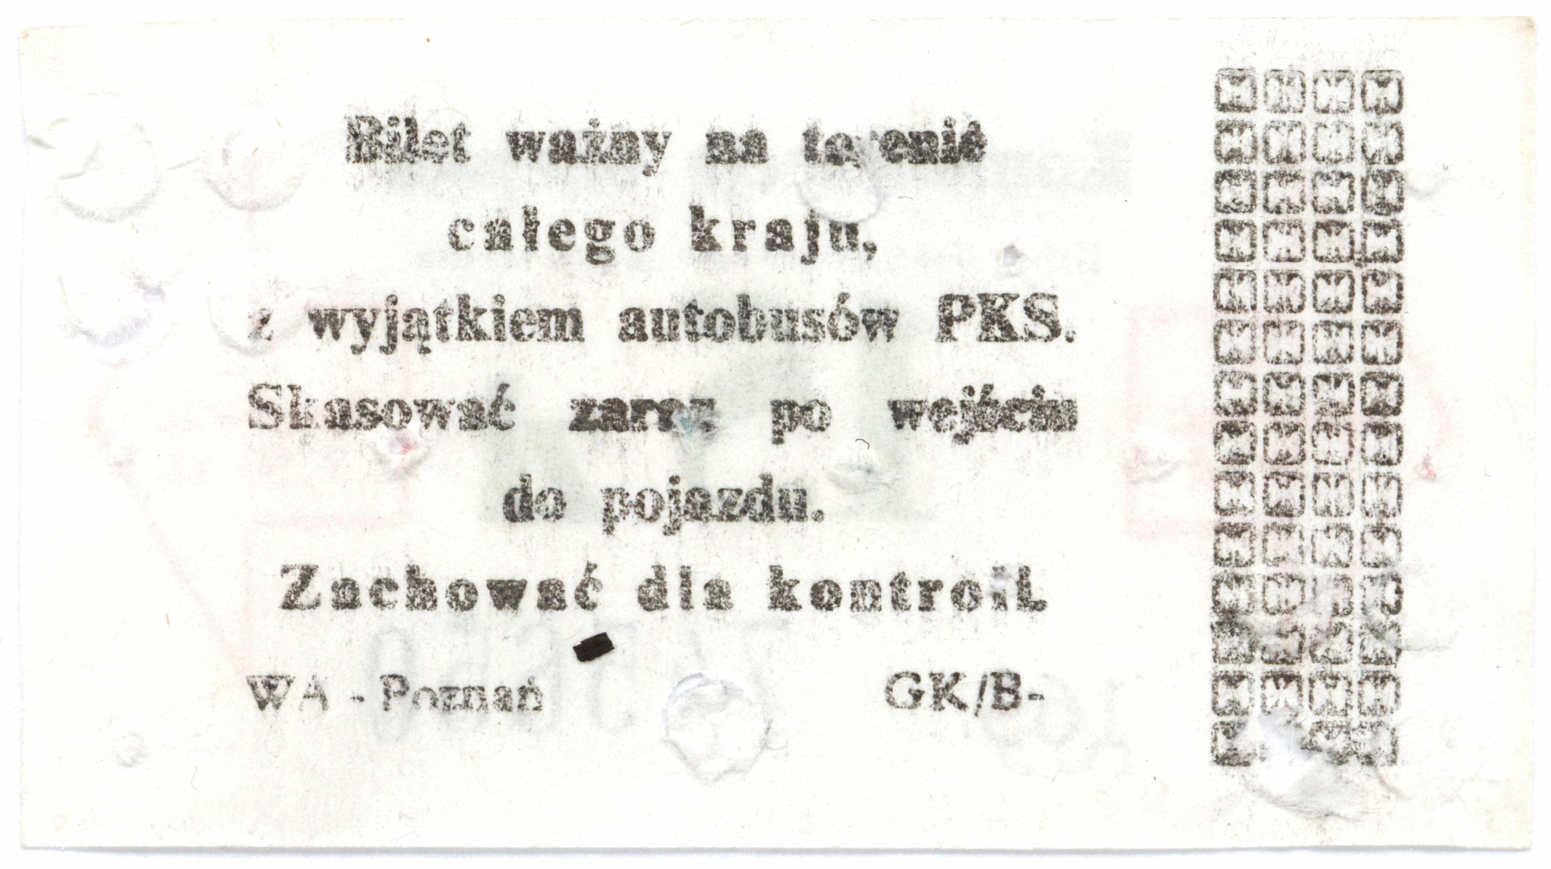 Bilet ważny na terenie
całego kraju,
z wyjątkiem autobusów PKS.
Skasować zaraz po wejściu
do pojazdu.
Zachować dla kontroli.
WA - Poznań
GK/B-